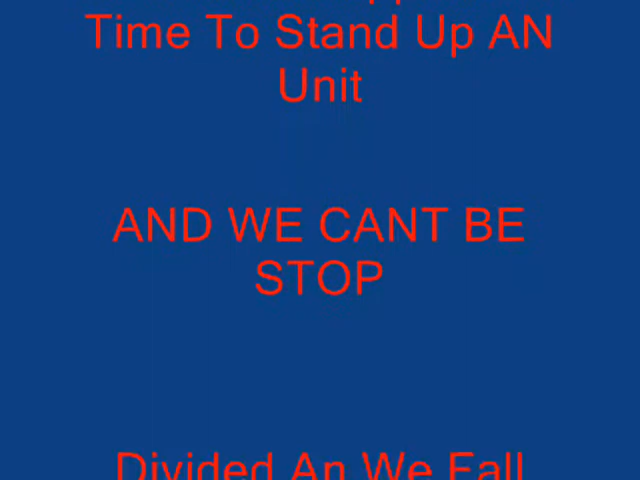 Time To Stand Up AN
Unit
AND WE CANT BE
STOP
Divided An We Fall